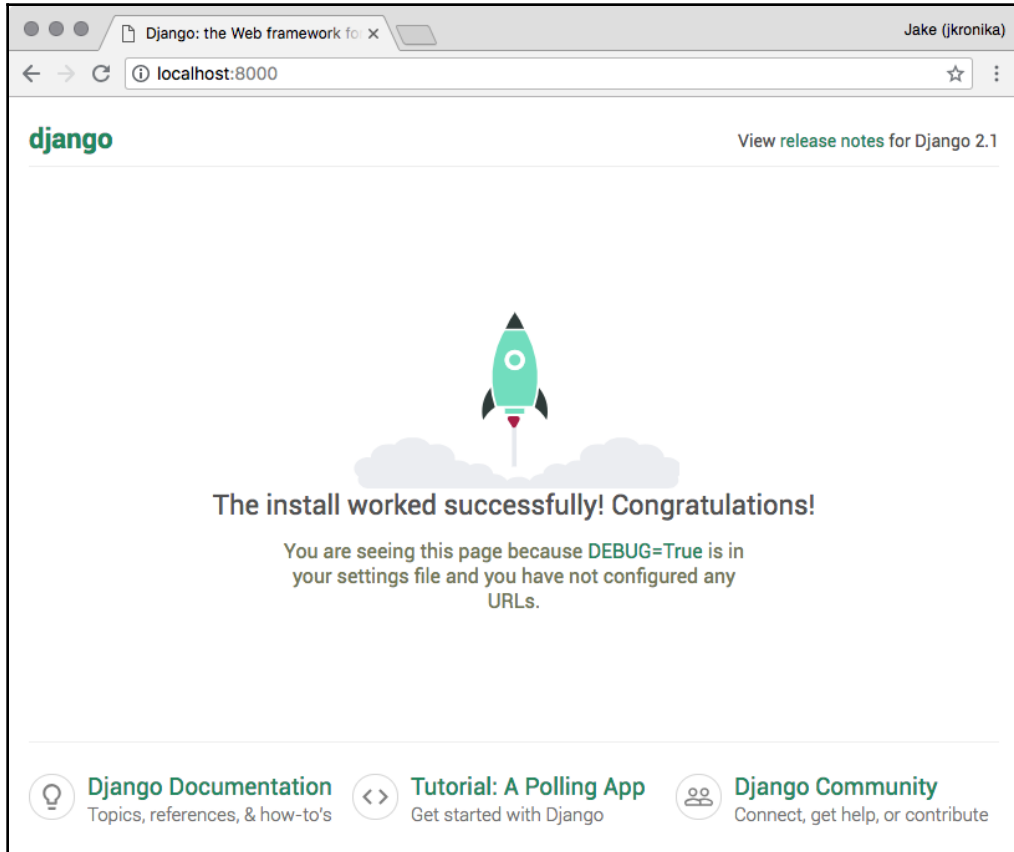 Django: the Web framework fo
Jake (jkronika)
localhost:8000
django
View release notes for Django 2.1
The install worked successfully! Congratulations!
You are seeing this page because DEBUG=True is in
your settings file and you have not configured any
URLs.
Django Documentation
Topics, references, & how-to's
Tutorial: A Polling App
Get started with Django
Django Community
Connect, get help, or contribute